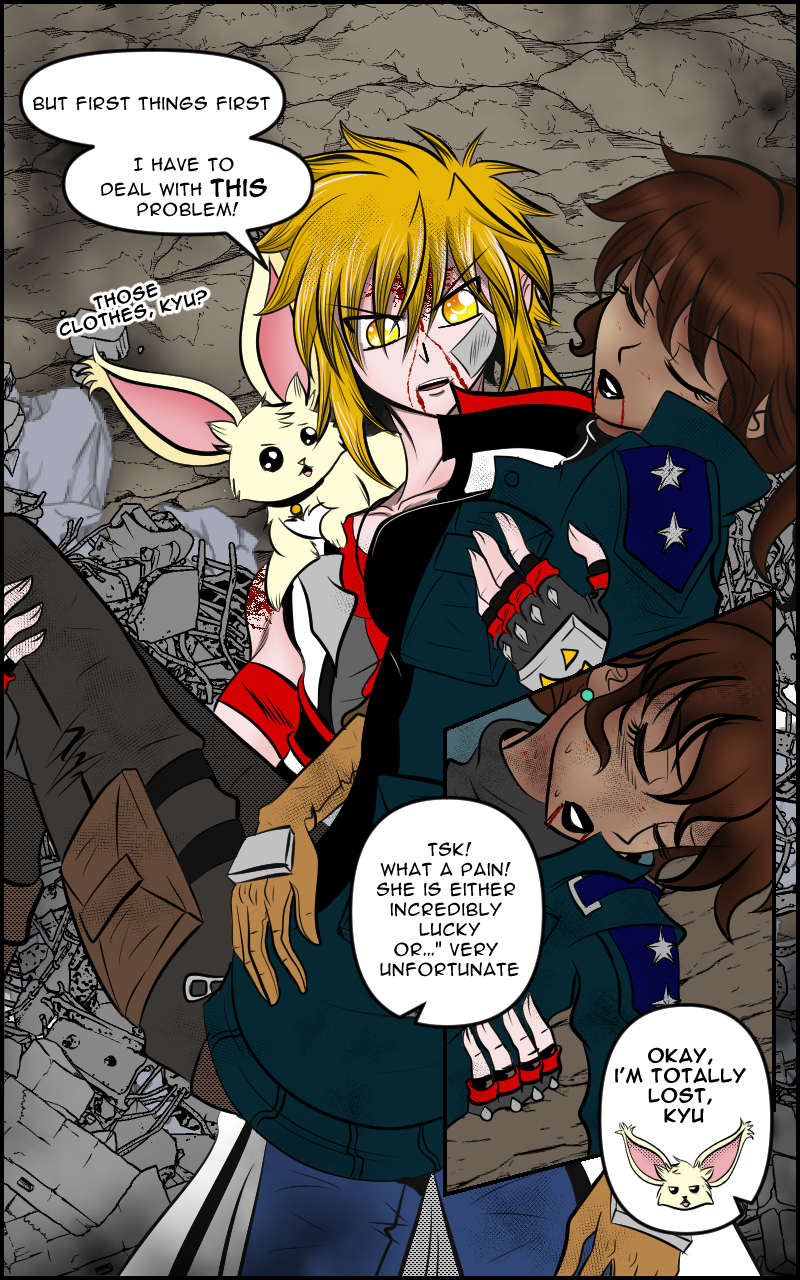 BUT FIRST THINGS FIRST
I HAVE TO
DEAL WITH THIS
PROBLEM!
THOSE
CLOTHES, KYU?
TSK!
WHAT A PAIN!
SHE IS EITHER
INCREDIBLY
LUCKY
OR..." VERY
UNFORTUNATE
OKAY,
I'M TOTALLY
LOST,
KYU